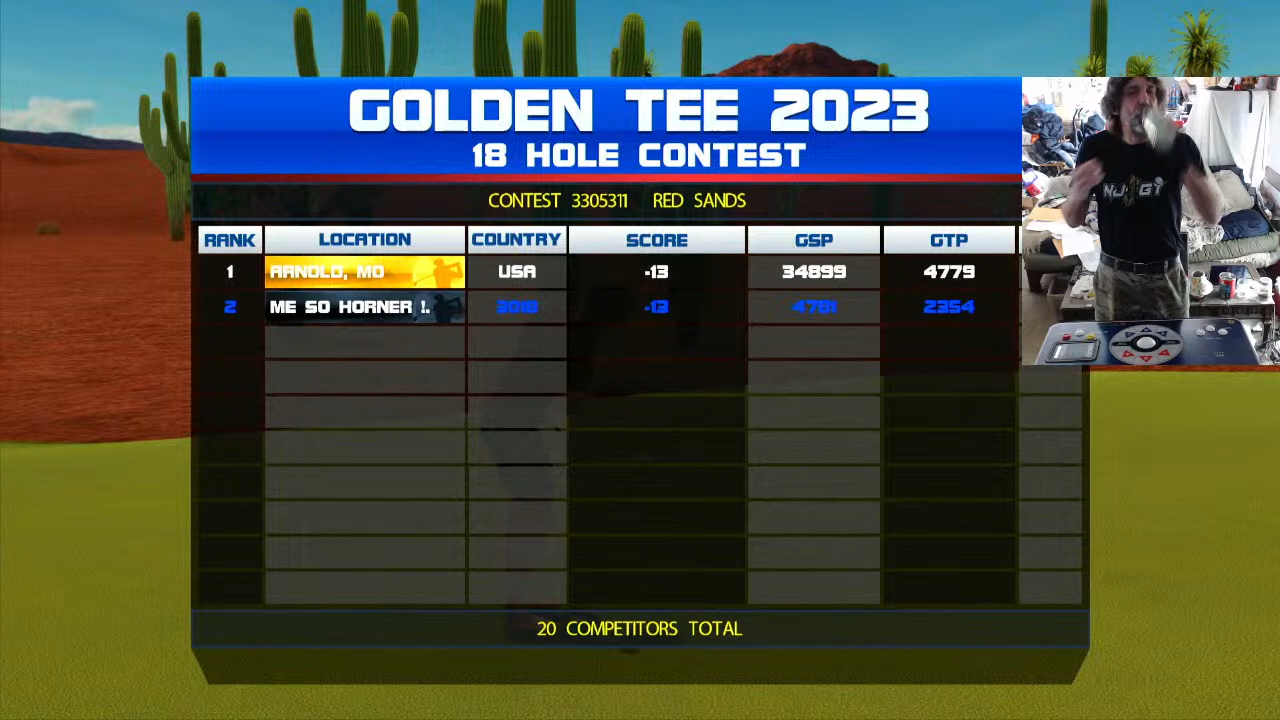 GOLDEN TEE 2023
18 HOLE CONTEST
CONTEST 3305311 RED SANDS
RANK LOCATION COUNTRY SCORE GSP GTP
1 ARNOLD, MO USA -13 34899 4779
2 ME SO HORNER !. -13 2354
20 COMPETITORS TOTAL